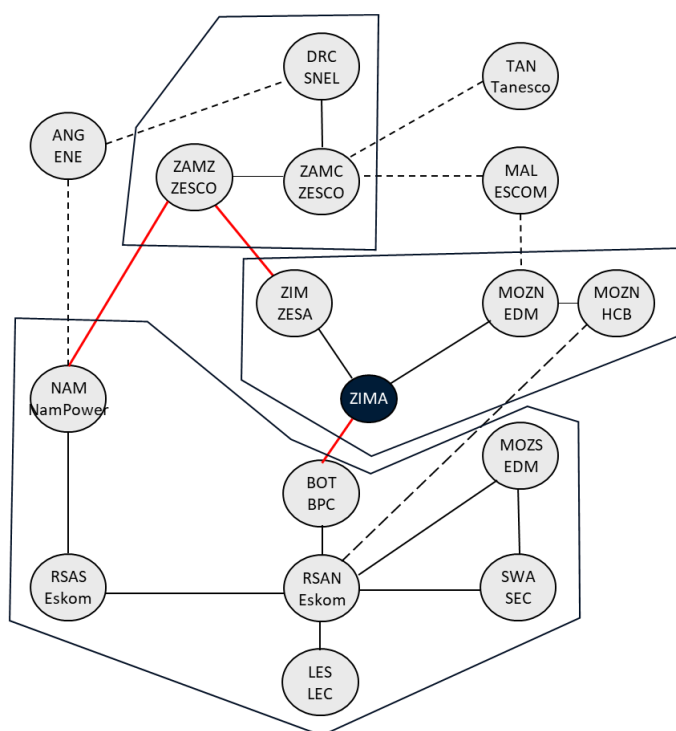 DRC
SNEL
TAN
Tanesco
ANG
ENE
ZAMZ
ZESCO
ZAMC
ZESCO
MAL
ESCOM
ZIM
ZESA
MOZN
EDM
MOZN
HCB
NAM
NamPower
ZIMA
MOZS
EDM
BOT
BPC
RSAS
Eskom
RSAN
Eskom
SWA
SEC
LES
LEC